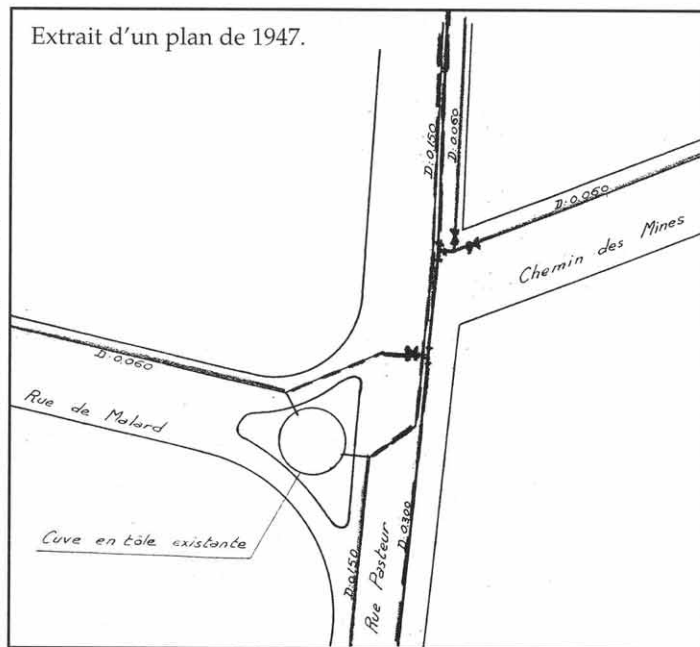 Extrait d'un plan de 1947.
D:0,150
D:0.060
D:0.060
Chemin des Mines
D:0.060
Rue de Malard
Cuve en tôle existante
D:0,150
Rue Pasteur
D:0.300